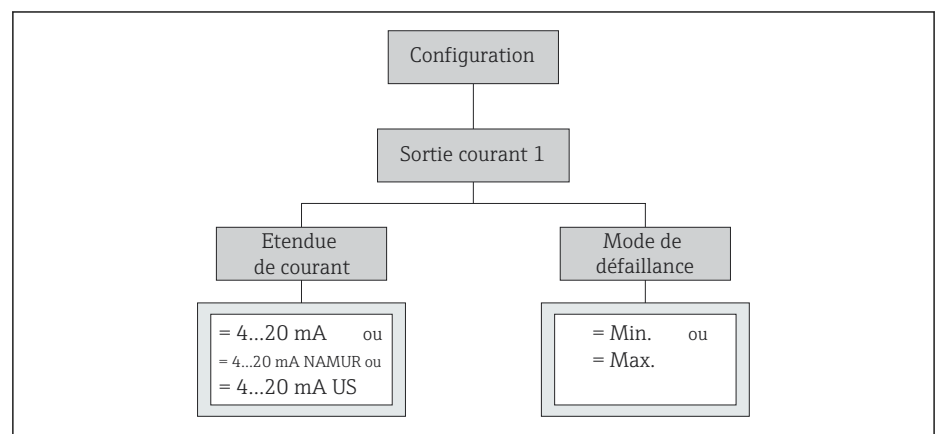 Configuration
Sortie courant 1
Etendue
de courant
Mode de
défaillance
= 4...20 mA ou
= 4...20 mA NAMUR ou
= 4...20 mA US
= Min. ou
= Max.